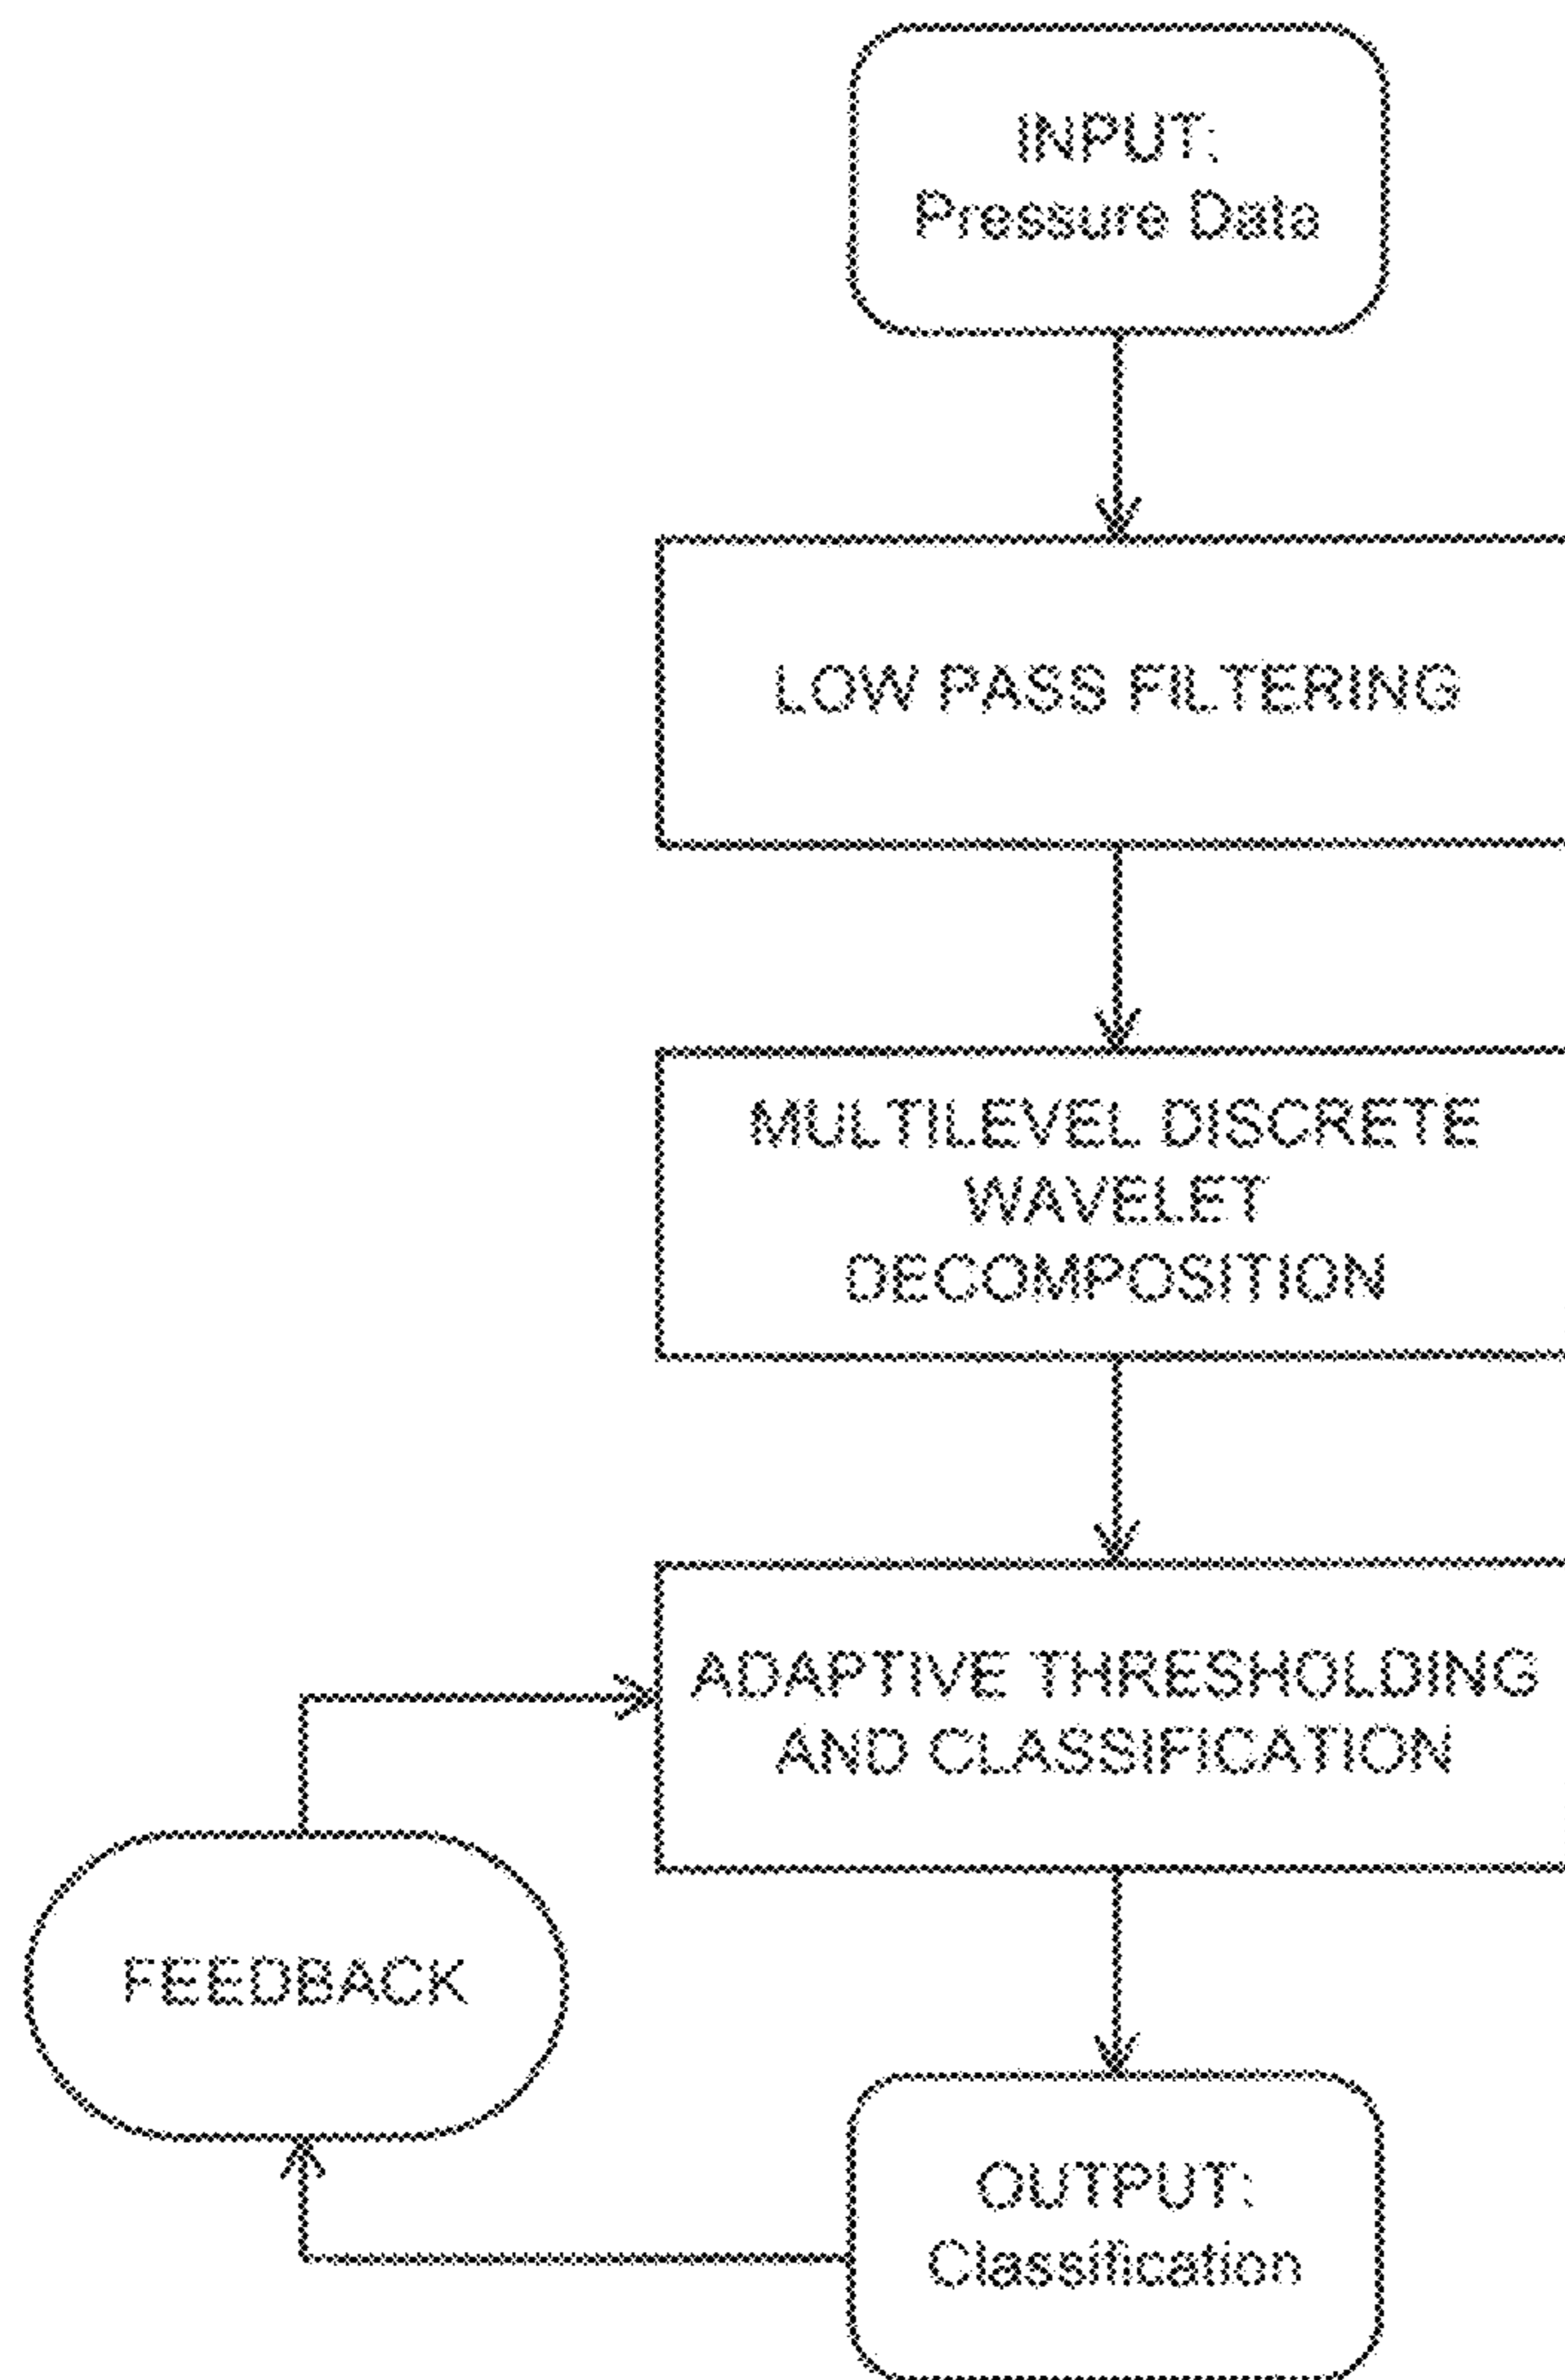 INPUT:
Pressure Data
LOW PASS FILTERING
MULTILEVEL DISCRETE
WAVELET
DECOMPOSITION
ADAPTIVE THRESHOLDING
AND CLASSIFICATION
FEEDBACK
OUTPUT:
Classification